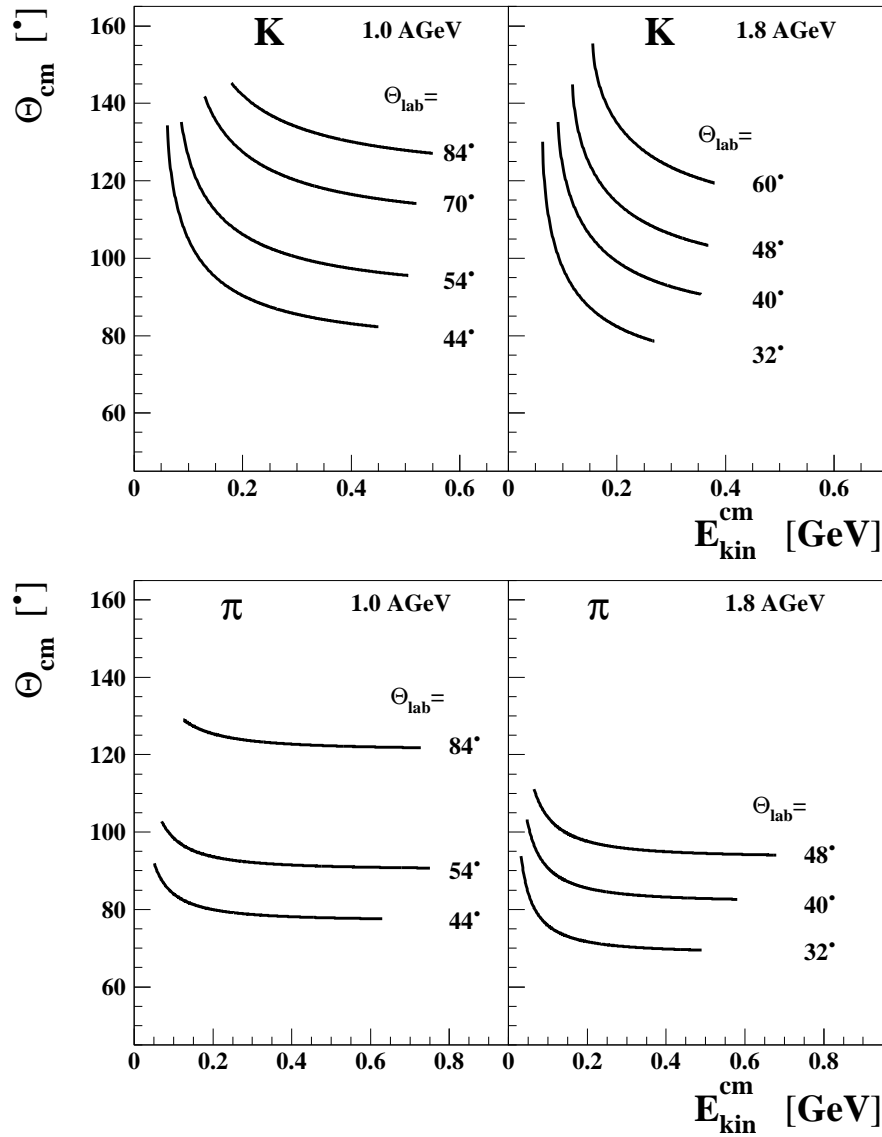 Θcm [•]
160
140
120
100
80
60
K 1.0 AGeV
Θlab=
84•
70•
54•
44•
K 1.8 AGeV
Θlab=
60•
48•
40•
32•
0 0.2 0.4 0.6 0 0.2 0.4 0.6
E cm kin [GeV]
Θcm [•]
160
140
120
100
80
60
π 1.0 AGeV
Θlab=
84•
54•
44•
π 1.8 AGeV
Θlab=
48•
40•
32•
0 0.2 0.4 0.6 0.8 0 0.2 0.4 0.6 0.8
E cm kin [GeV]